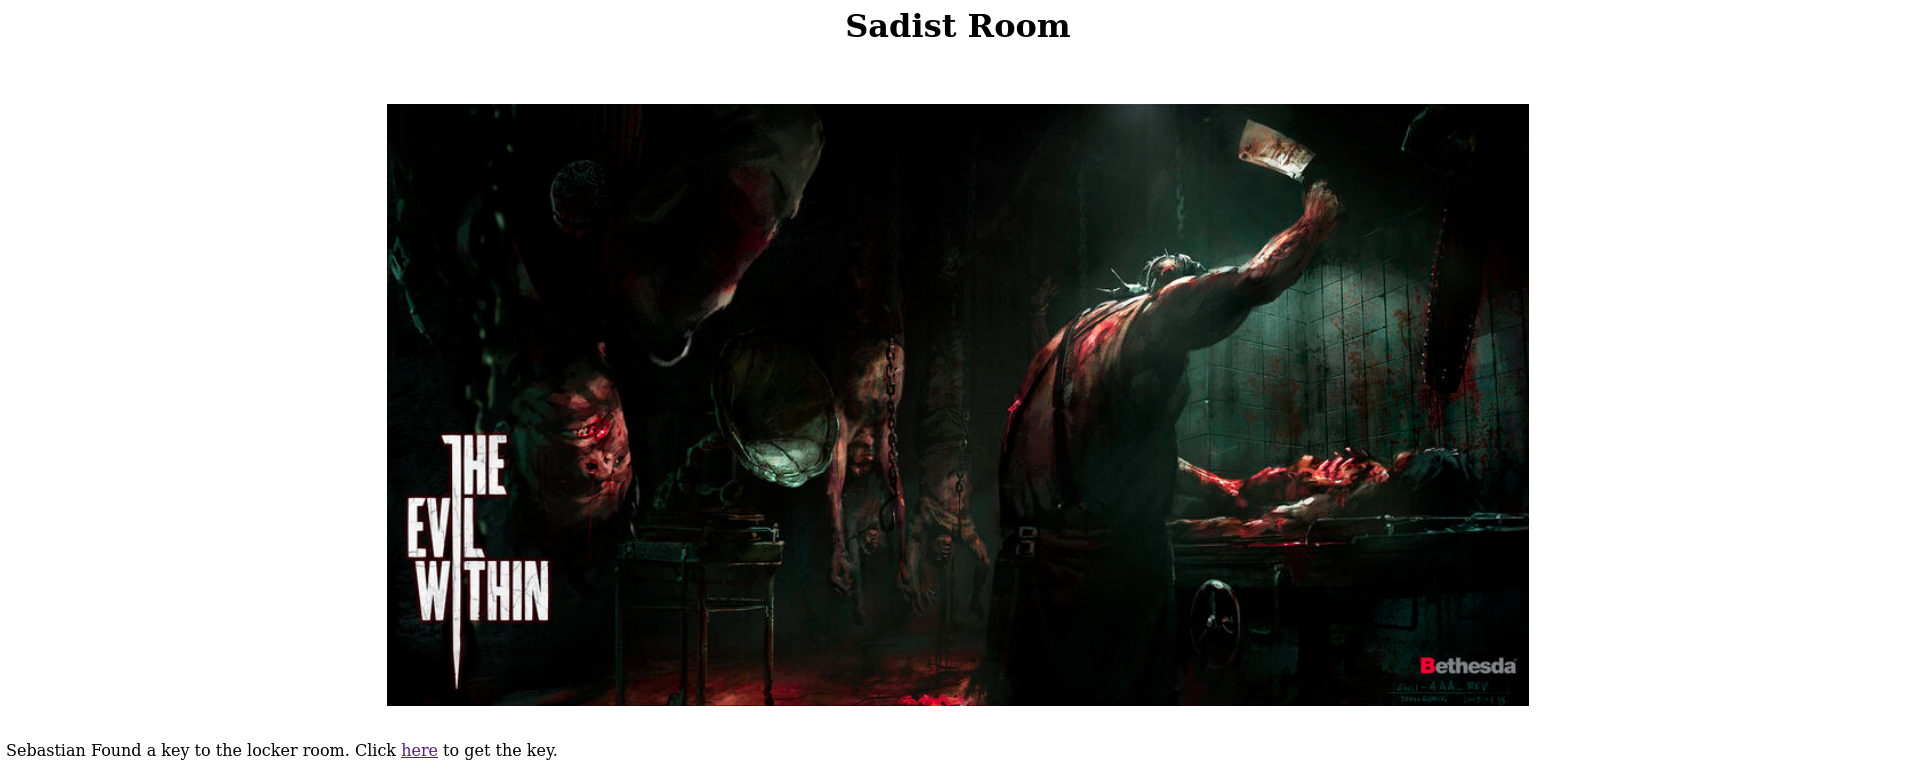 Sadist Room
THE
EVIL
WITHIN
Bethesda
Sebastian Found a key to the locker room. Click here to get the key.